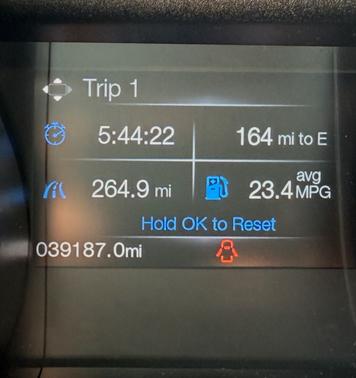 Trip 1
5:44:22 164 mi to E
264.9 mi 23.4 avg MPG
Hold OK to Reset
039187.0mi